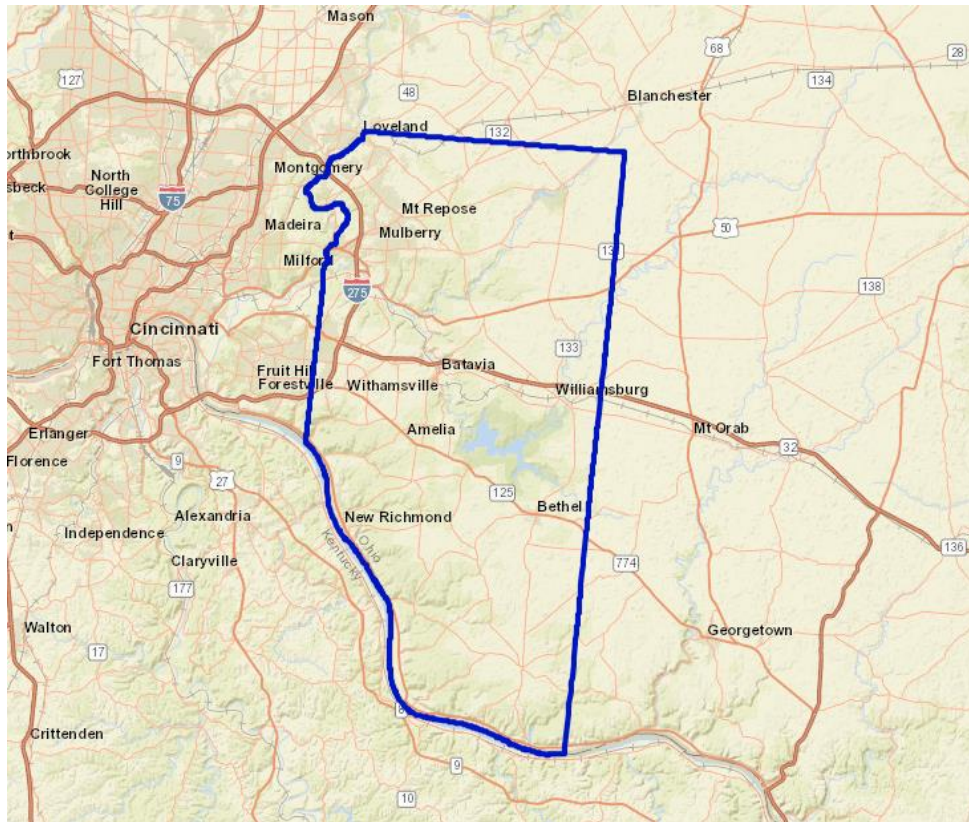 Mason
68
28
127
134
48
Blanchester
Loveland
132
orthbrook
Montgomery
sbeck
North
College
Hill
75
Mt Repose
Madeira
50
Mulberry
t
Milford
275
138
Cincinnati
133
Fort Thomas
Batavia
Fruit Hill
Forestville
Withamsville
Williamsburg
Amelia
Mt Orab
Erlanger
32
Florence
9
27
125
Bethel
Alexandria
New Richmond
Independence
Ohio
Kentucky
136
Claryville
774
177
Walton
Georgetown
17
8
Crittenden
9
10